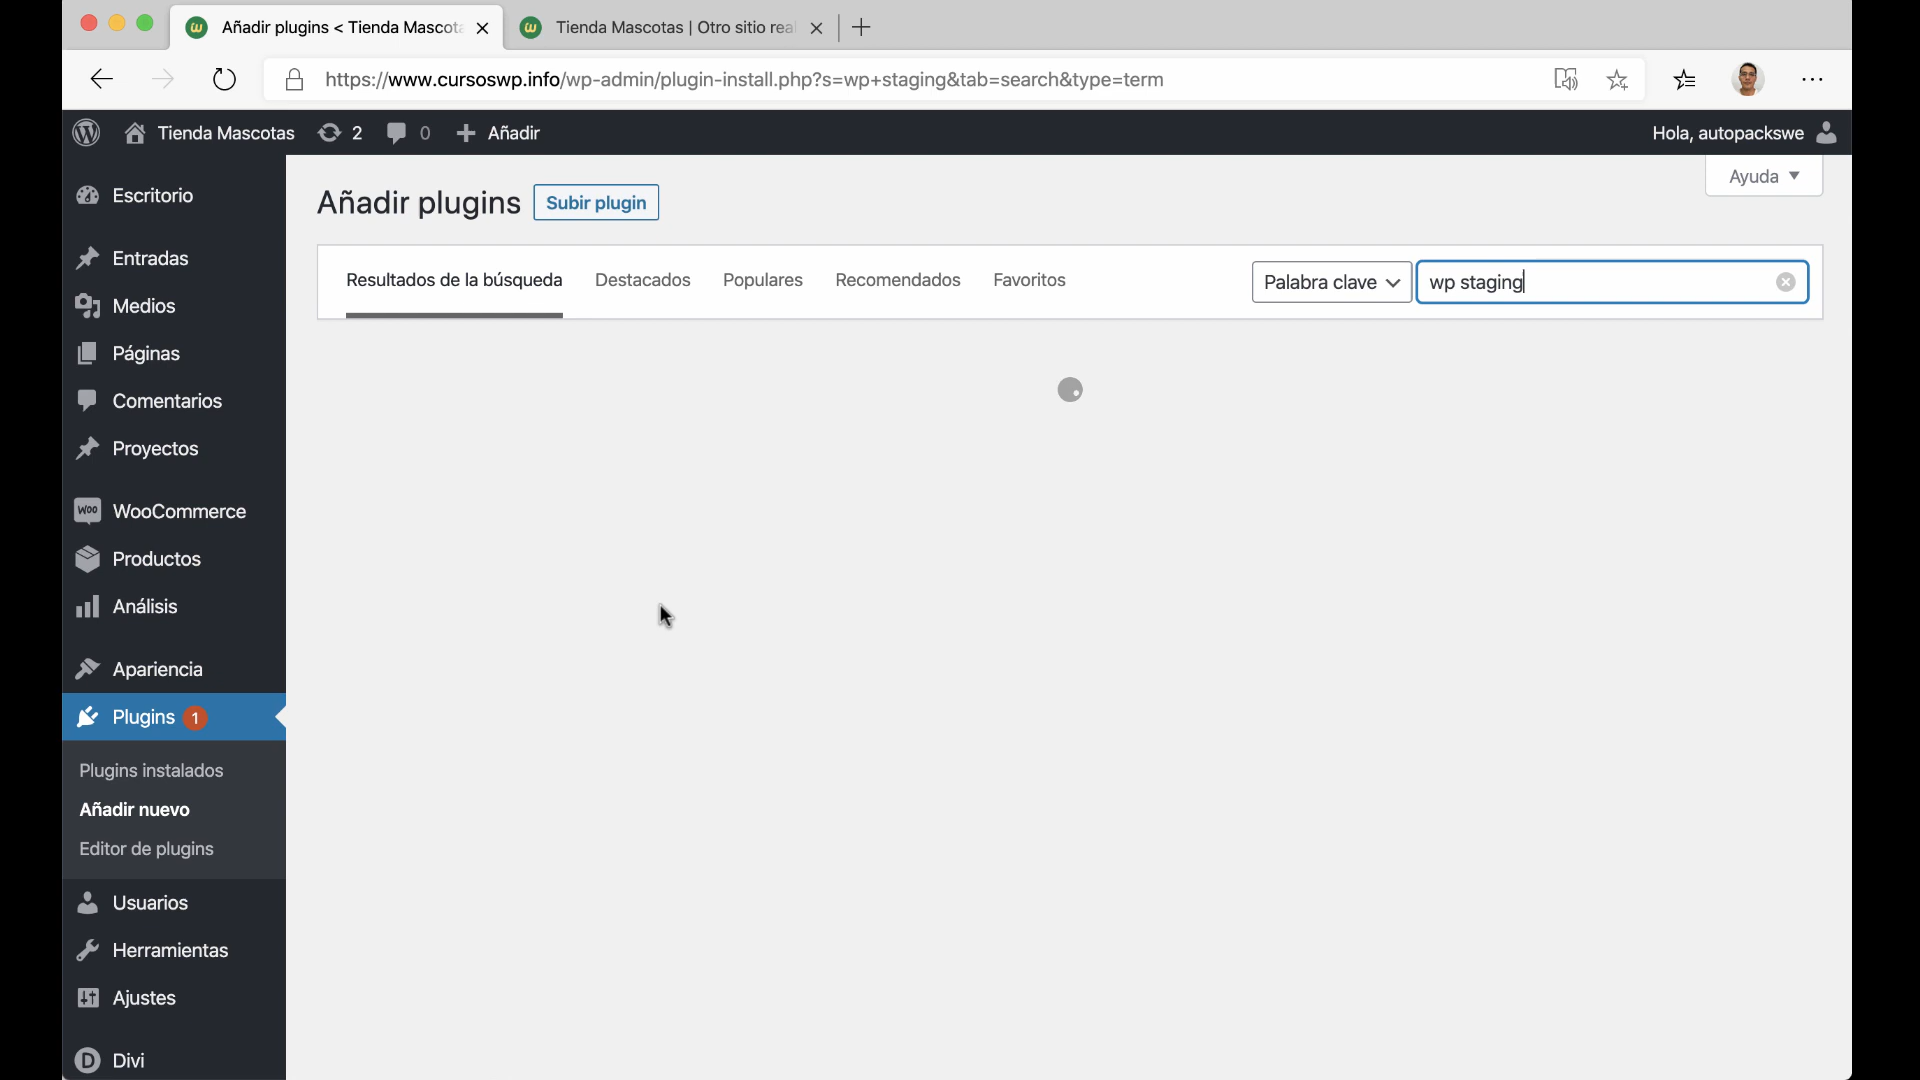 Añadir plugins < Tienda Mascota
Tienda Mascotas | Otro sitio real
https://www.cursoswp.info/wp-admin/plugin-install.php?s=wp+staging&tab=search&type=term
Tienda Mascotas 2 0 Añadir
Hola, autopackswe
Ayuda
Añadir plugins Subir plugin
Resultados de la búsqueda Destacados Populares Recomendados Favoritos Palabra clave wp staging
Escritorio
Entradas
Medios
Páginas
Comentarios
Proyectos
WOO WooCommerce
Productos
Análisis
Apariencia
Plugins 1
Plugins instalados
Añadir nuevo
Editor de plugins
Usuarios
Herramientas
Ajustes
D Divi